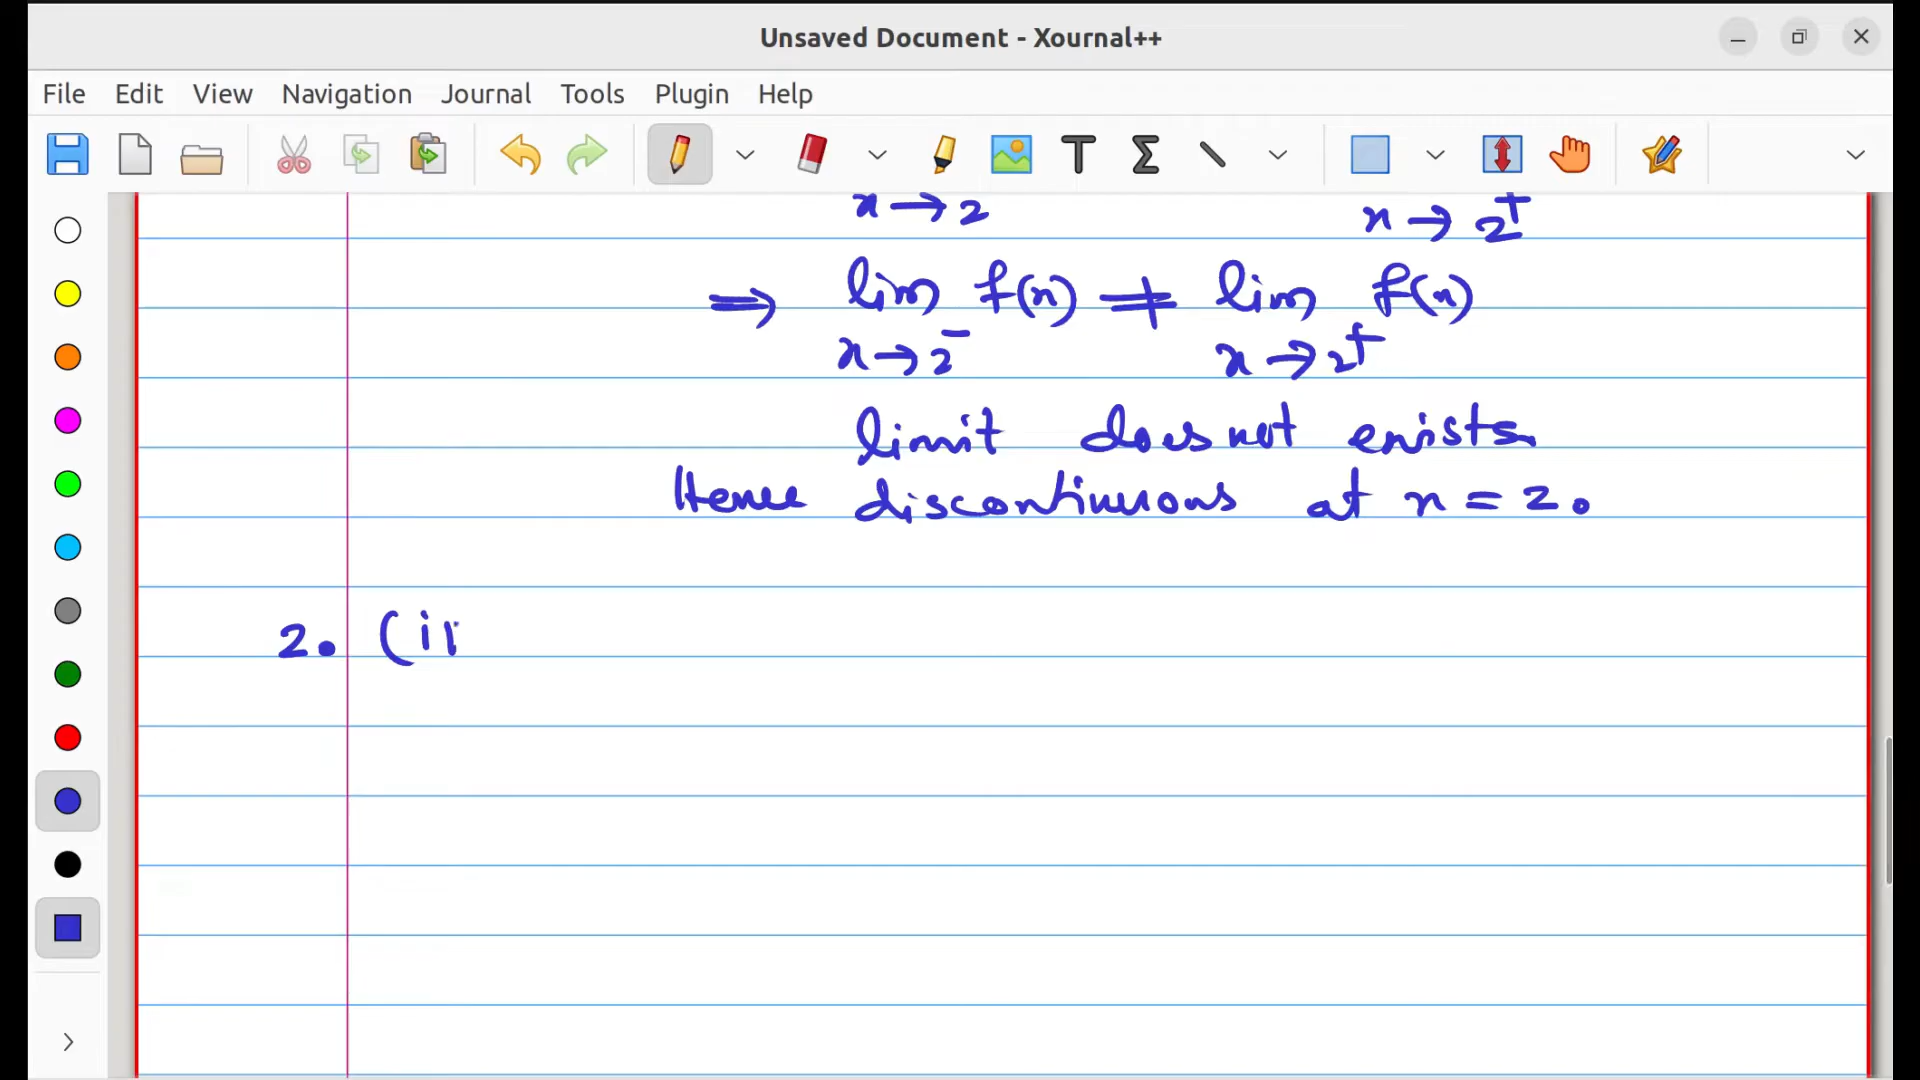 Unsaved Document - Xournal++
File Edit View Navigation Journal Tools Plugin Help
x → 2 x → 2⁺
⇒ lim f(x) ≠ lim f(x)
x → 2⁻ x → 2⁺
limit does not exists.
Hence discontinuous at x = 2.
2. (ii